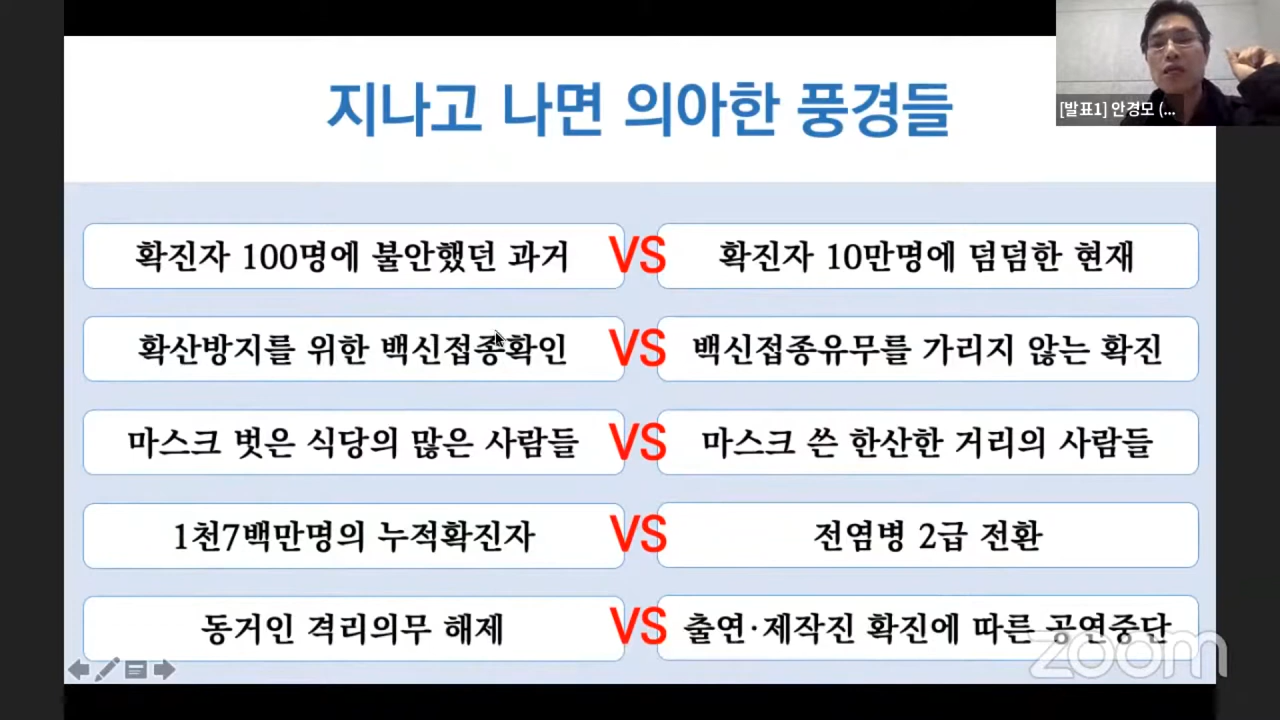 지나고 나면 의아한 풍경들
[발표1] 안경모 (...
확진자 100명에 불안했던 과거 VS 확진자 10만명에 덤덤한 현재
확산방지를 위한 백신접종확인 VS 백신접종유무를 가리지 않는 확진
마스크 벗은 식당의 많은 사람들 VS 마스크 쓴 한산한 거리의 사람들
1천7백만명의 누적확진자 VS 전염병 2급 전환
동거인 격리의무 해제 VS 출연·제작진 확진에 따른 공연중단
zoom